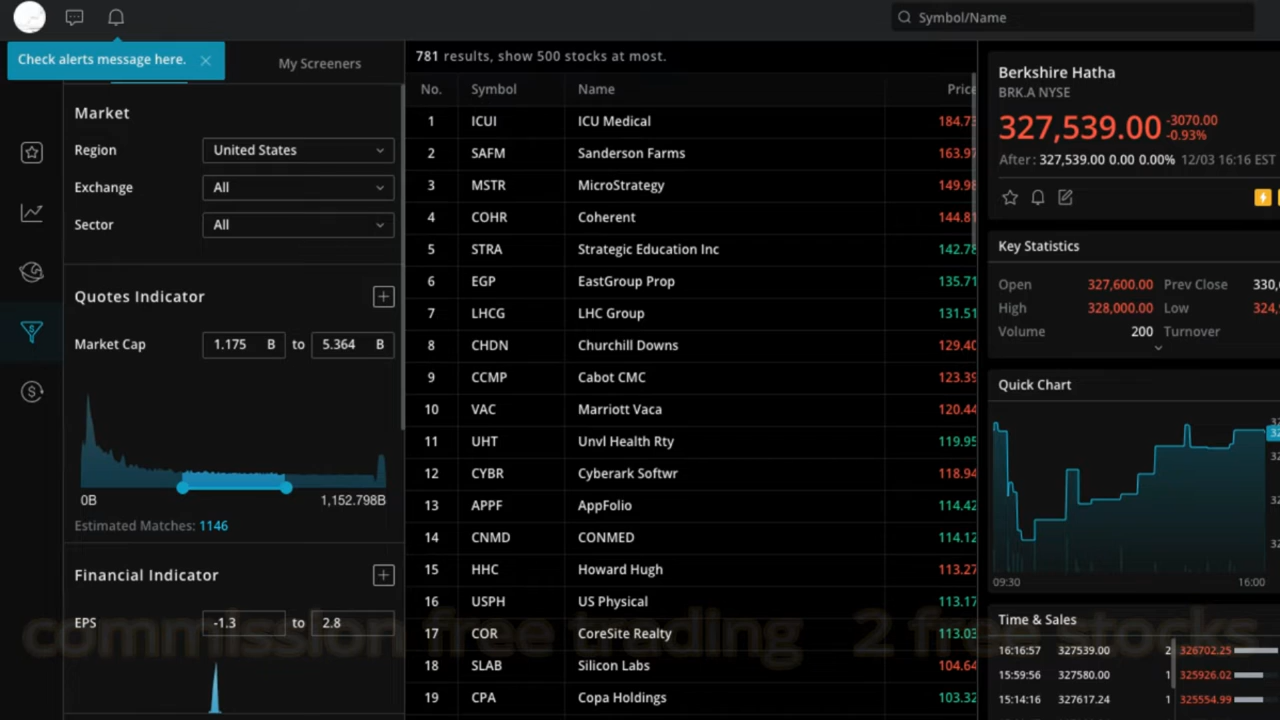 Symbol/Name
Check alerts message here.
My Screeners
781 results, show 500 stocks at most.
Market
Region United States
Exchange All
Sector All
Quotes Indicator
Market Cap 1.175 B to 5.364 B
0B 1,152.798B
Estimated Matches: 1146
Financial Indicator
EPS -1.3 to 2.8
No. Symbol Name Price
1 ICUI ICU Medical 184.73
2 SAFM Sanderson Farms 163.97
3 MSTR MicroStrategy 149.98
4 COHR Coherent 144.81
5 STRA Strategic Education Inc 142.78
6 EGP EastGroup Prop 135.71
7 LHCG LHC Group 131.51
8 CHDN Churchill Downs 129.40
9 CCMP Cabot CMC 123.39
10 VAC Marriott Vaca 120.44
11 UHT Unvl Health Rty 119.95
12 CYBR Cyberark Softwr 118.94
13 APPF AppFolio 114.42
14 CNMD CONMED 114.12
15 HHC Howard Hugh 113.27
16 USPH US Physical 113.17
17 COR CoreSite Realty 113.03
18 SLAB Silicon Labs 104.64
19 CPA Copa Holdings 103.32
Berkshire Hatha
BRK.A NYSE
327,539.00 -3070.00
-0.93%
After: 327,539.00 0.00 0.00% 12/03 16:16 EST
Key Statistics
Open 327,600.00 Prev Close 330,
High 328,000.00 Low 324,
Volume 200 Turnover
Quick Chart
09:30 16:00
Time & Sales
16:16:57 327539.00 2 326702.25
15:59:56 327580.00 1 325926.02
15:14:16 327617.24 1 325554.99
commission free trading 2 free stocks